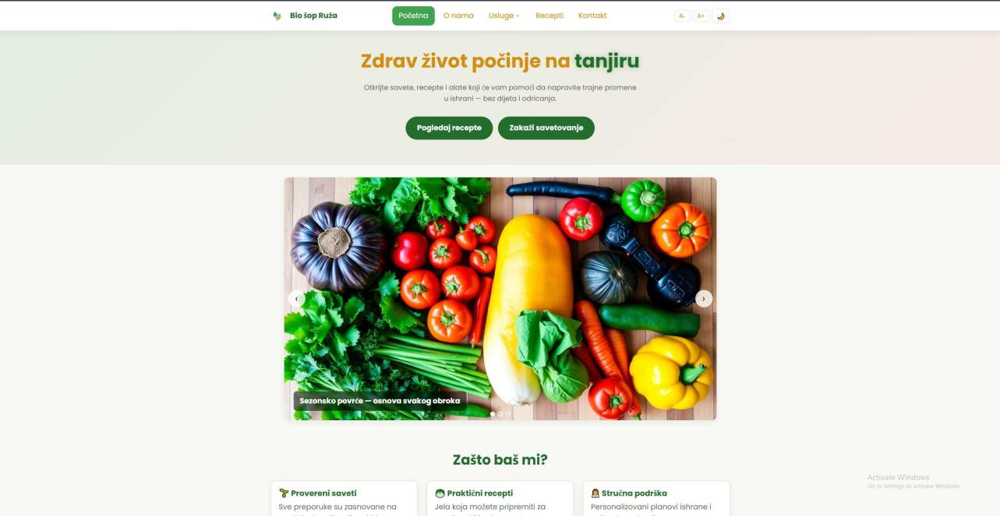 Bio šop Ruža
Početna
O nama
Usluge
Recepti
Kontakt
A-
A+
Zdrav život počinje na tanjiru
Otkrijte savete, recepte i alate koji će vam pomoći da napravite trajne promene
u ishrani — bez dijeta i odricanja.
Pogledaj recepte
Zakaži savetovanje
‹
›
Sezonsko povrće — osnova svakog obroka
Zašto baš mi?
Provereni saveti
Sve preporuke su zasnovane na
Praktični recepti
Jela koja možete pripremiti za
Stručna podrška
Personalizovani planovi ishrane i
Activate Windows
Go to Settings to activate Windows.